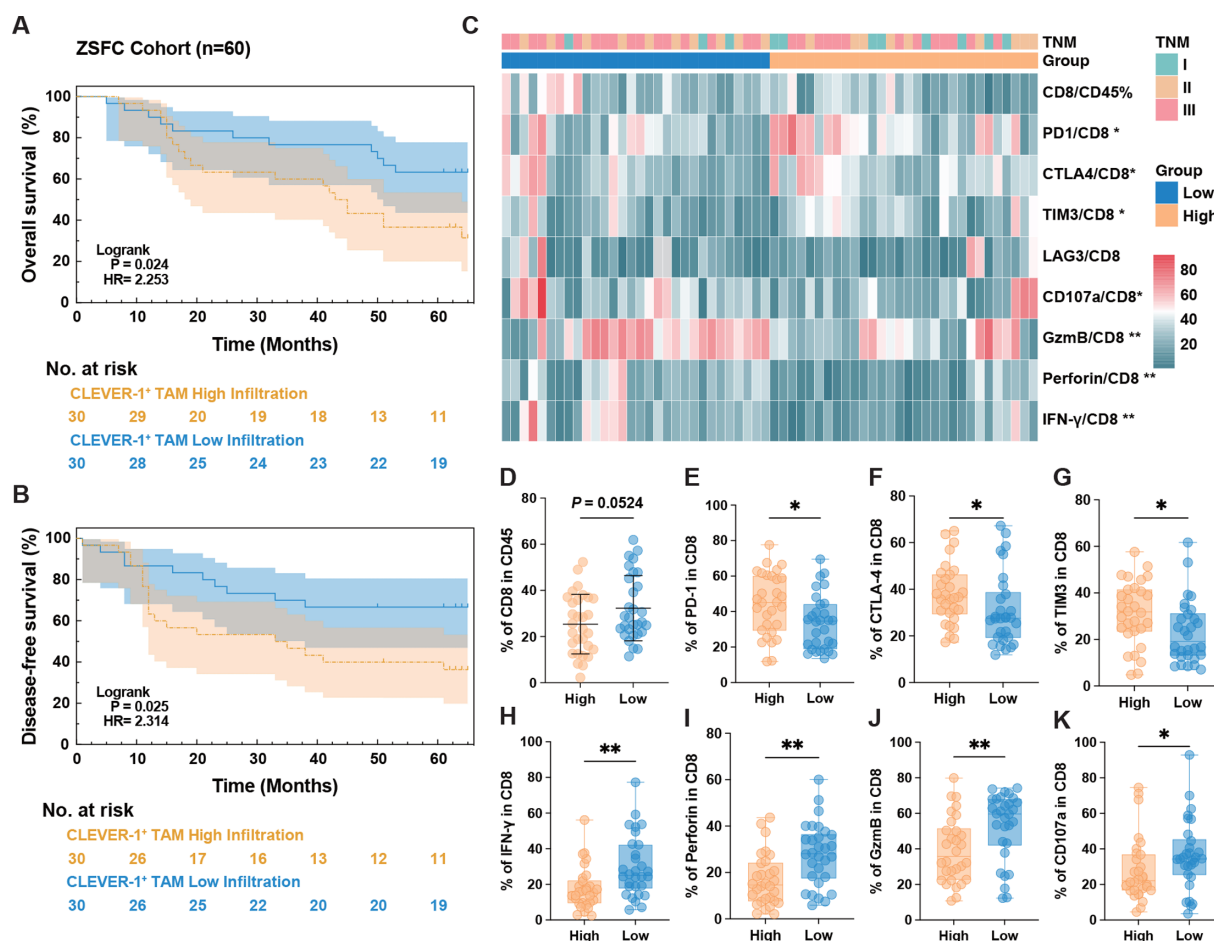 A
ZSFC Cohort (n=60)
Overall survival (%)
100
80
60
40
20
0
Logrank
P = 0.024
HR= 2.253
0 10 20 30 40 50 60
Time (Months)
No. at risk
CLEVER-1⁺ TAM High Infiltration
30 29 20 19 18 13 11
CLEVER-1⁺ TAM Low Infiltration
30 28 25 24 23 22 19
B
Disease-free survival (%)
100
80
60
40
20
0
Logrank
P = 0.025
HR= 2.314
0 10 20 30 40 50 60
Time (Months)
No. at risk
CLEVER-1⁺ TAM High Infiltration
30 26 17 16 13 12 11
CLEVER-1⁺ TAM Low Infiltration
30 26 25 22 20 20 19
C
TNM
Group
CD8/CD45%
PD1/CD8 *
CTLA4/CD8*
TIM3/CD8 *
LAG3/CD8
CD107a/CD8*
GzmB/CD8 **
Perforin/CD8 **
IFN-γ/CD8 **
TNM
I
II
III
Group
Low
High
80
60
40
20
D
% of CD8 in CD45
80
60
40
20
0
P = 0.0524
High Low
E
% of PD-1 in CD8
100
80
60
40
20
0
*
High Low
F
% of CTLA-4 in CD8
80
60
40
20
0
*
High Low
G
% of TIM3 in CD8
80
60
40
20
0
*
High Low
H
% of IFN-γ in CD8
100
80
60
40
20
0
**
High Low
I
% of Perforin in CD8
80
60
40
20
0
**
High Low
J
% of GzmB in CD8
100
80
60
40
20
0
**
High Low
K
% of CD107a in CD8
100
80
60
40
20
0
*
High Low